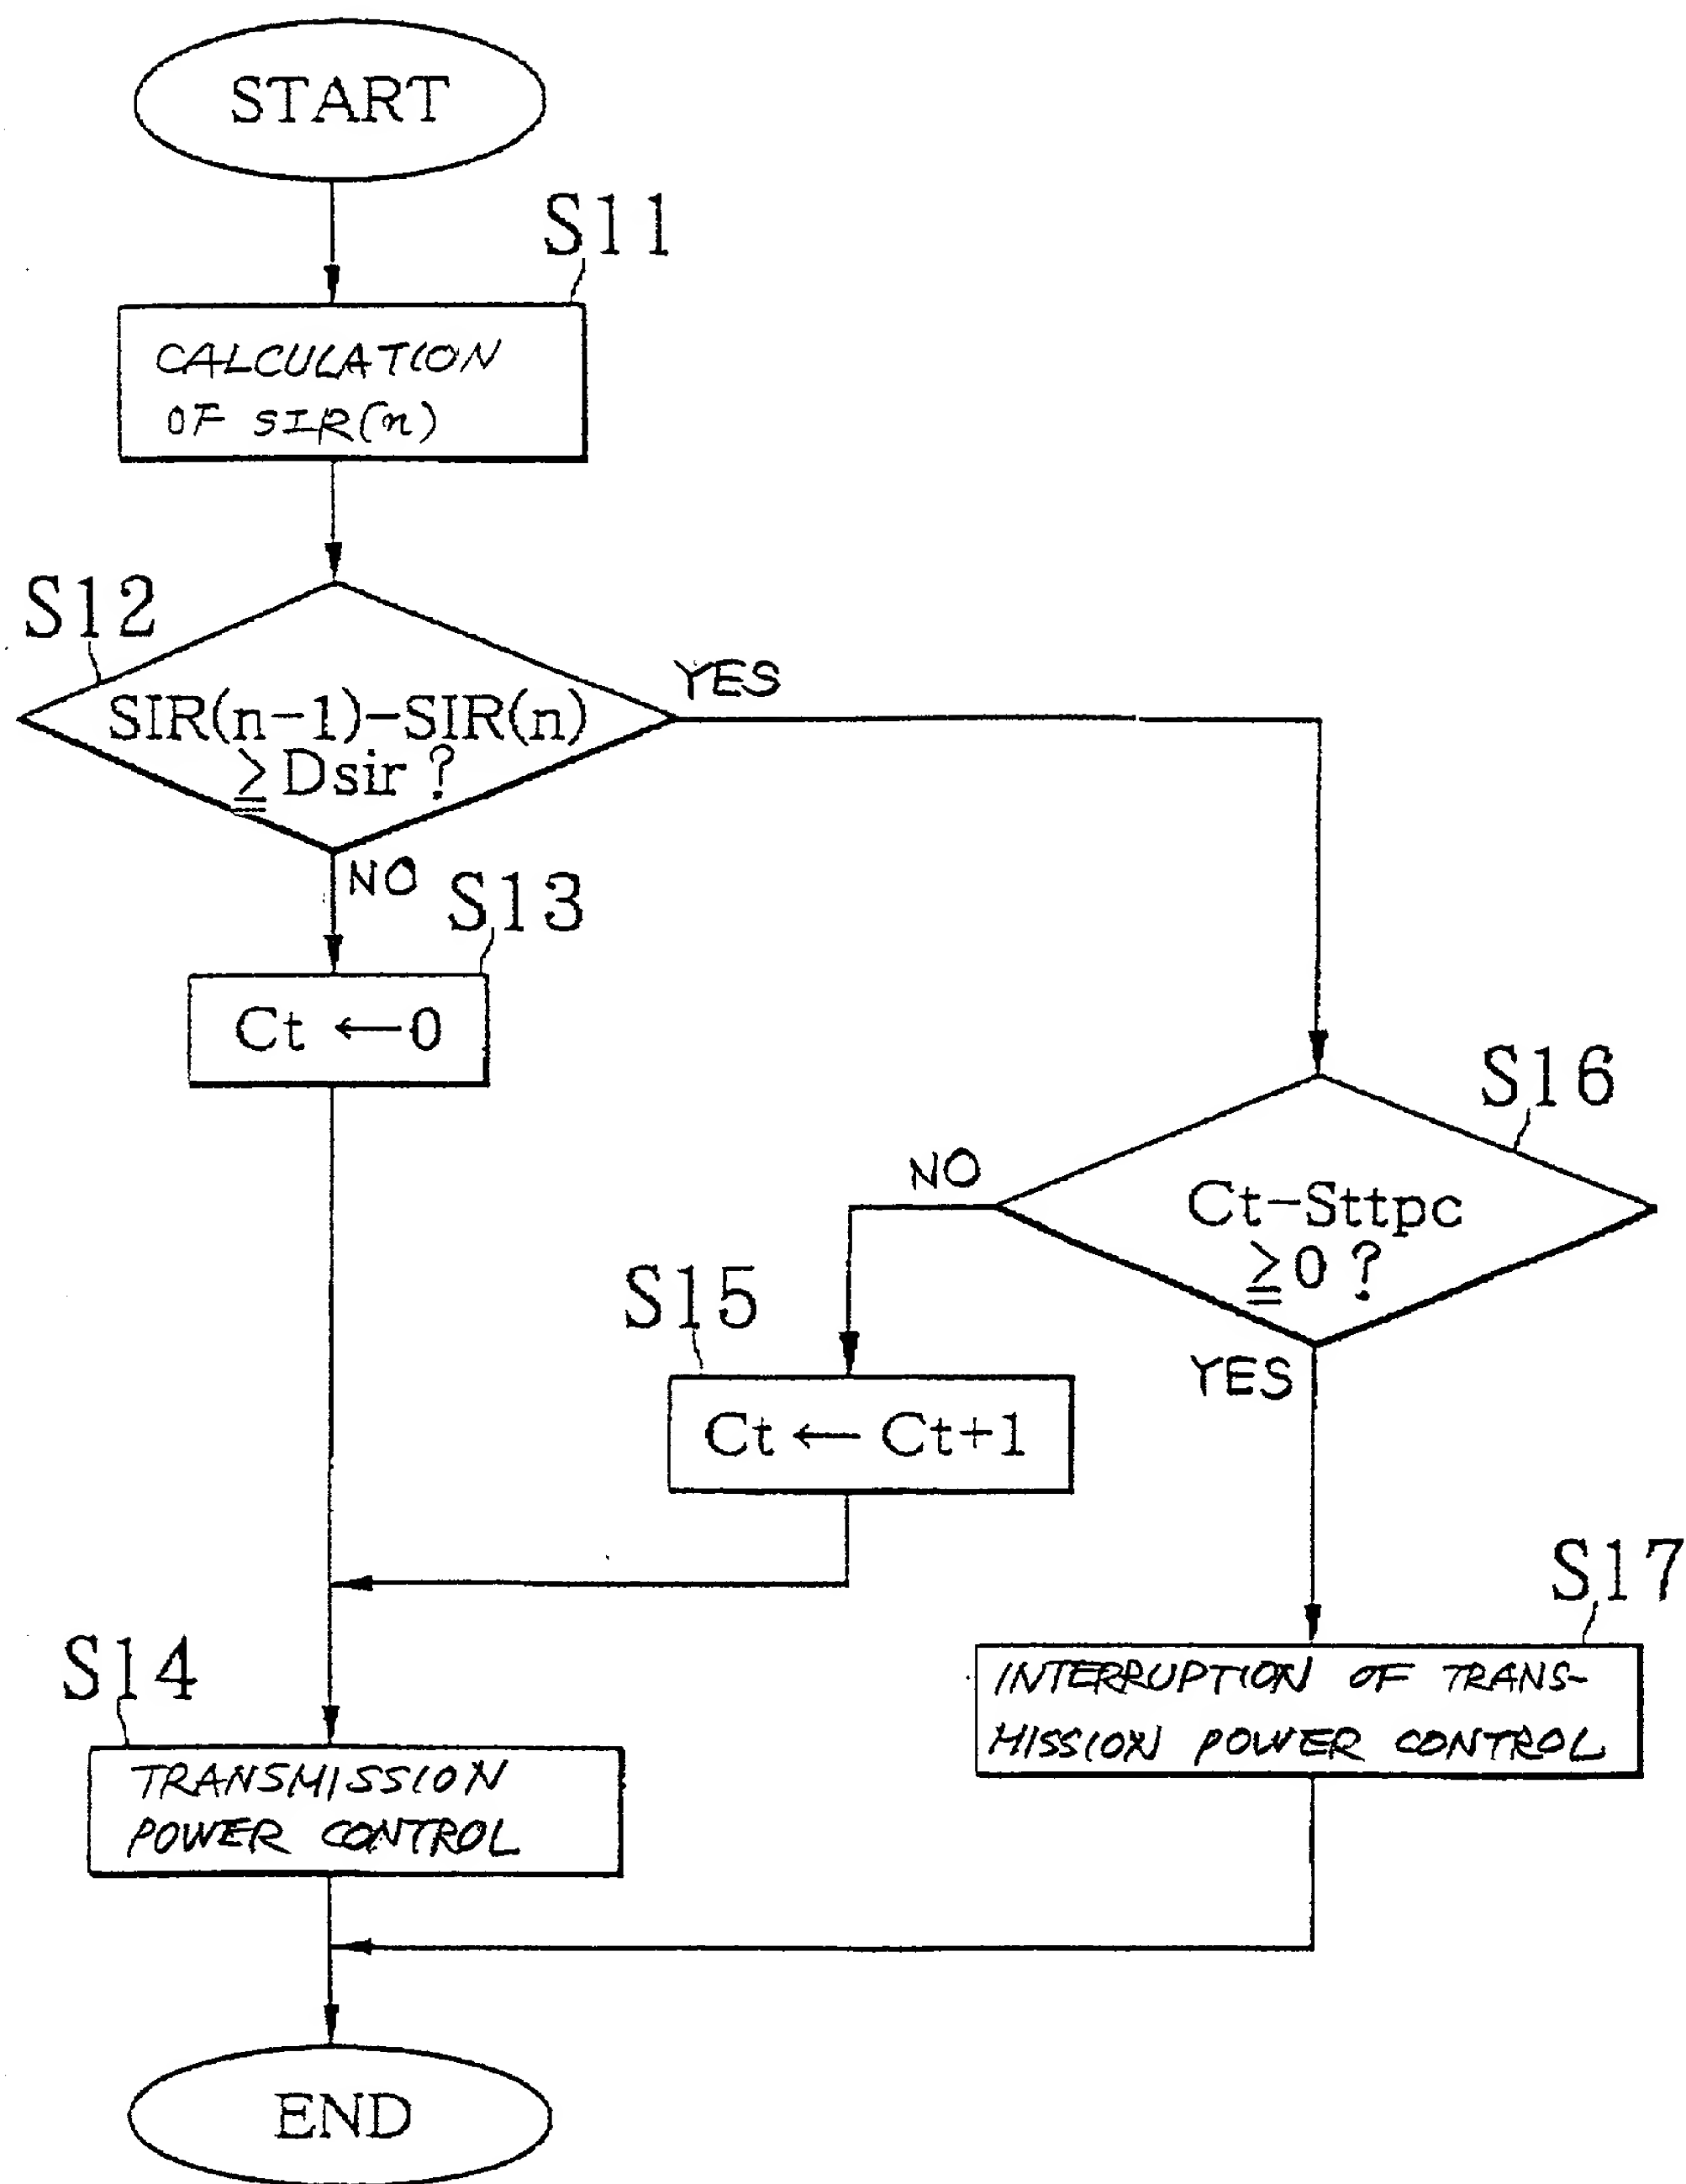 START
S11
CALCULATION
OF SIR(n)
S12
SIR(n-1)-SIR(n)
≧Dsir ?
YES
NO
S13
Ct ←0
S16
Ct-Sttpc
≧0 ?
NO
YES
S15
Ct ← Ct+1
S17
INTERRUPTION OF TRANS-
MISSION POWER CONTROL
S14
TRANSMISSION
POWER CONTROL
END